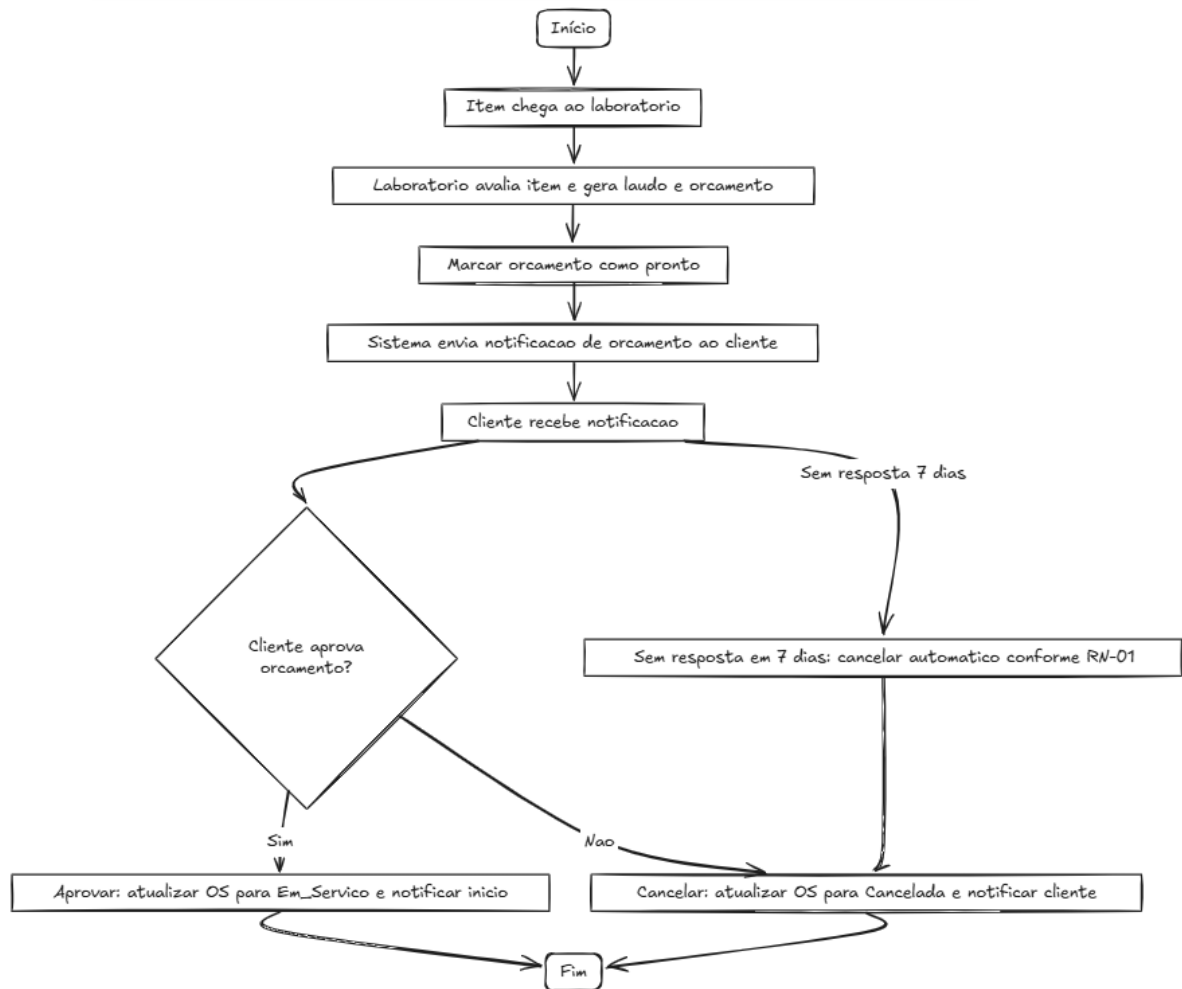 Início
Item chega ao laboratorio
Laboratorio avalia item e gera laudo e orcamento
Marcar orcamento como pronto
Sistema envia notificacao de orcamento ao cliente
Cliente recebe notificacao
Sem resposta 7 dias
Cliente aprova
orcamento?
Sem resposta em 7 dias: cancelar automatico conforme RN-01
Sim
Nao
Aprovar: atualizar OS para Em_Servico e notificar inicio
Cancelar: atualizar OS para Cancelada e notificar cliente
Fim